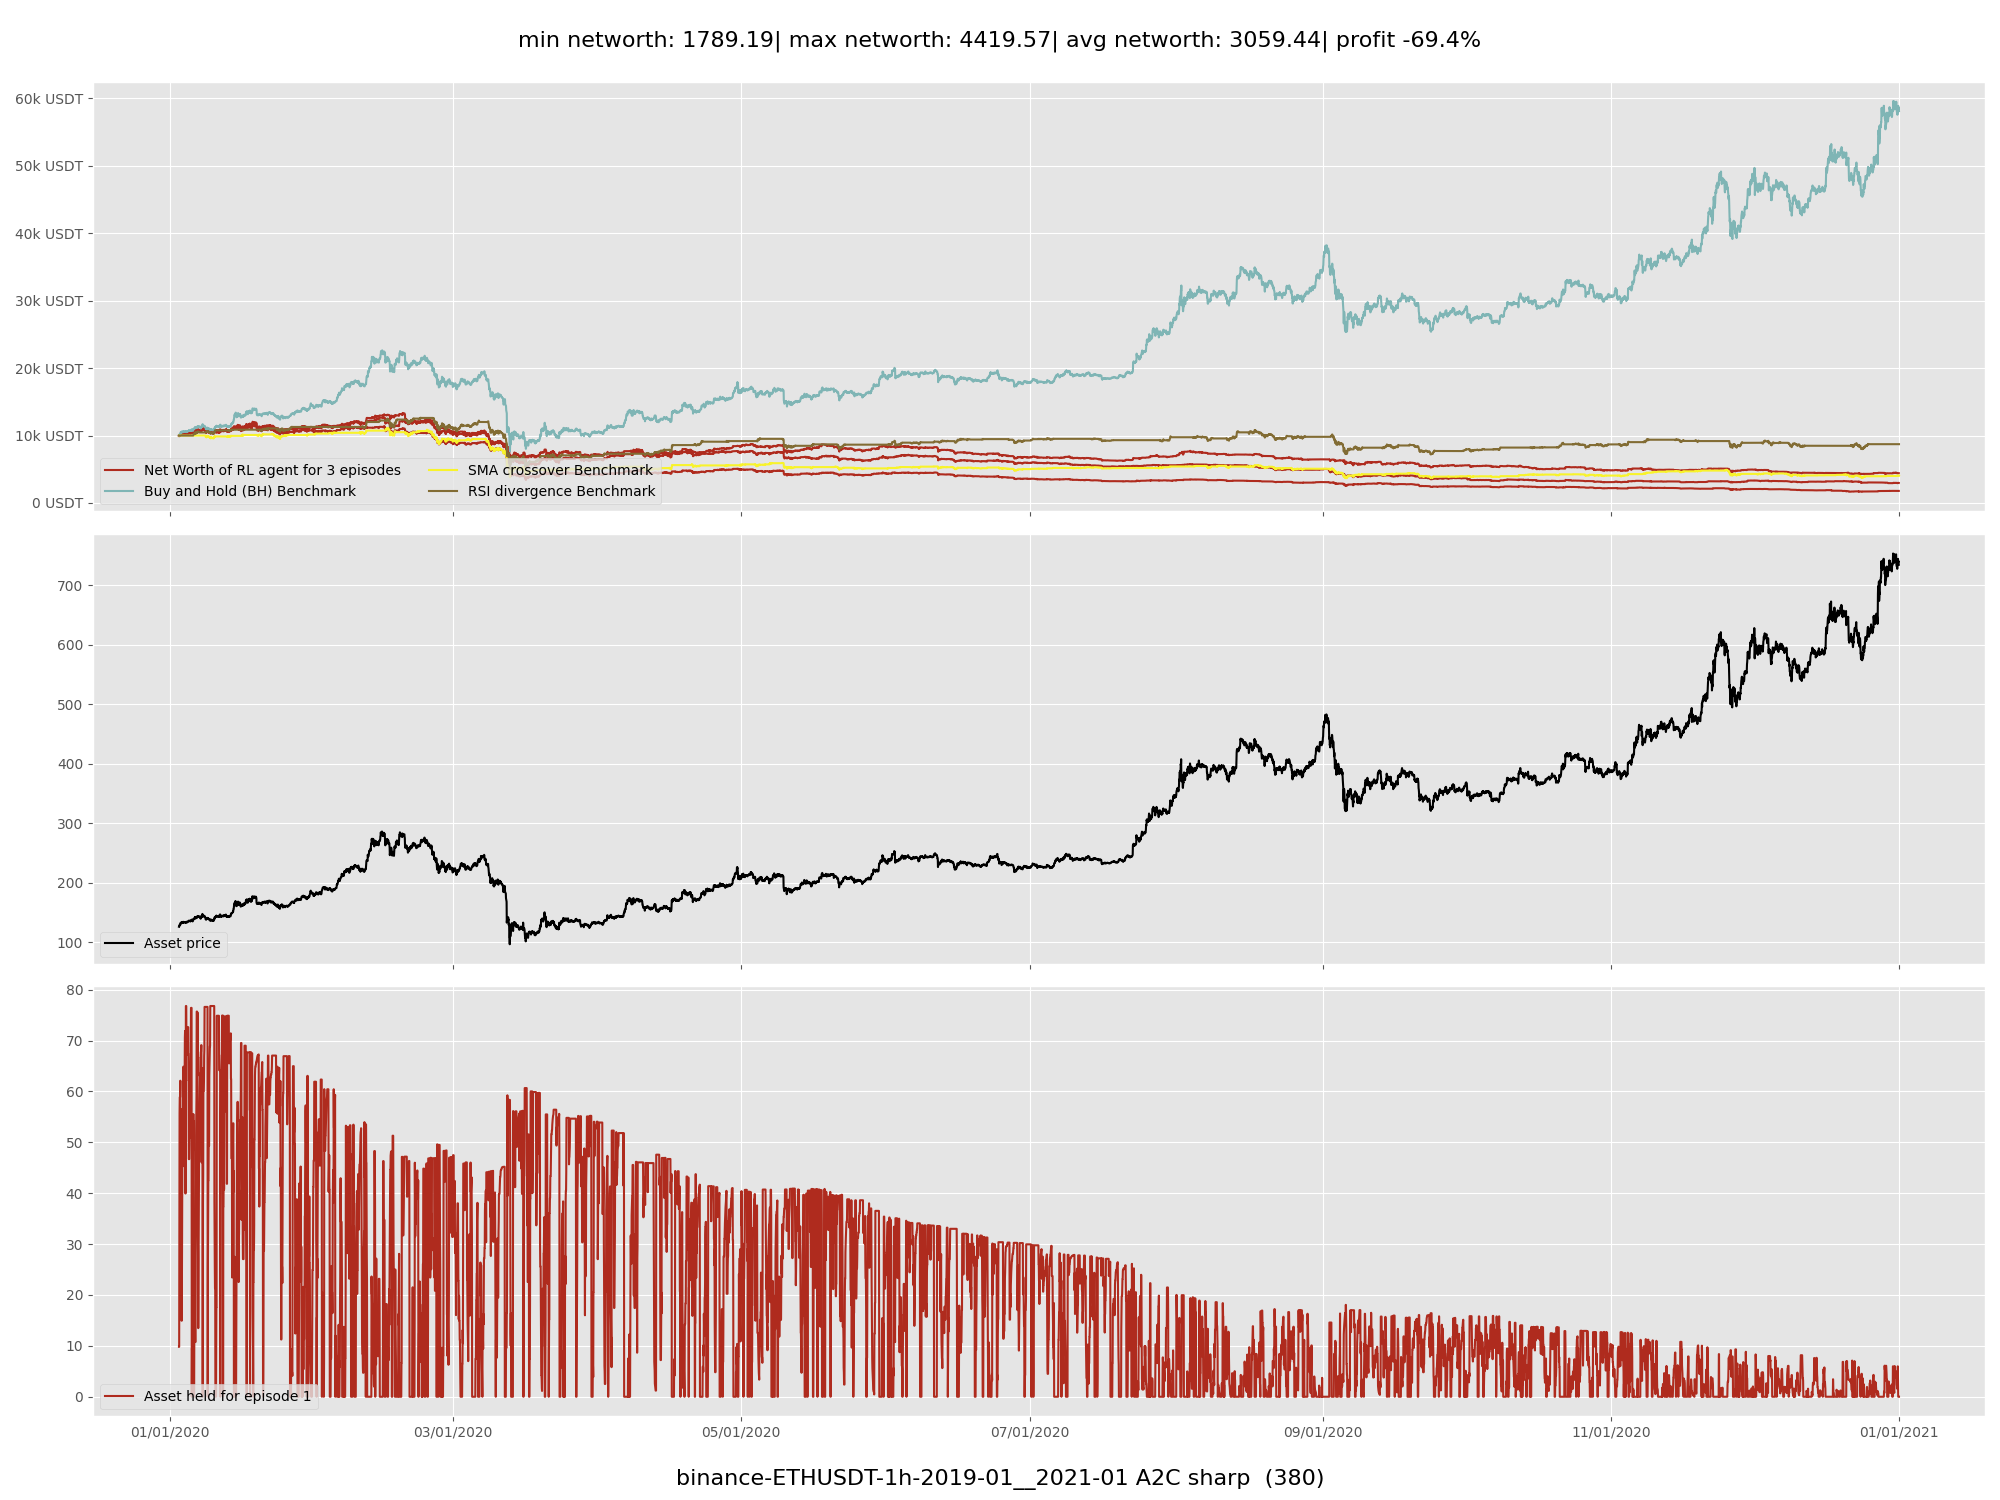 min networth: 1789.19| max networth: 4419.57| avg networth: 3059.44| profit -69.4%
60k USDT
50k USDT
40k USDT
30k USDT
20k USDT
10k USDT
0 USDT
Net Worth of RL agent for 3 episodes
Buy and Hold (BH) Benchmark
SMA crossover Benchmark
RSI divergence Benchmark
700
600
500
400
300
200
100
Asset price
80
70
60
50
40
30
20
10
0
Asset held for episode 1
01/01/2020
03/01/2020
05/01/2020
07/01/2020
09/01/2020
11/01/2020
01/01/2021
binance-ETHUSDT-1h-2019-01__2021-01 A2C sharp (380)